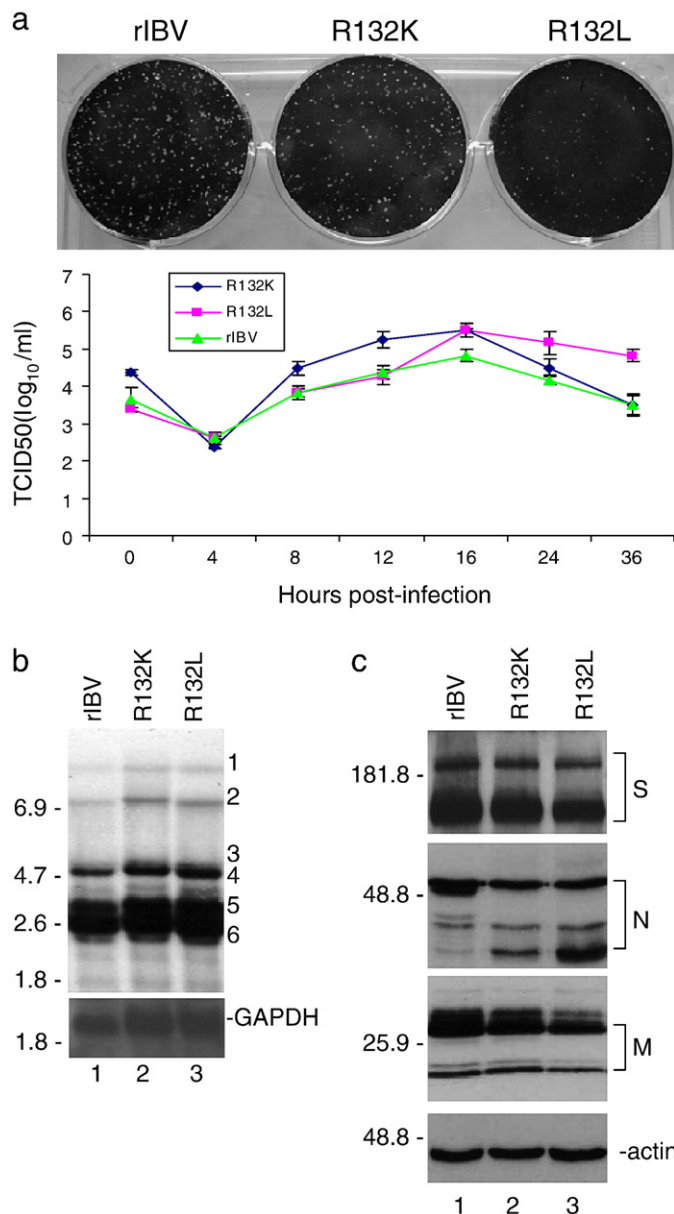 a
rIBV R132K R132L
7
6
5
4
3
2
1
0
TCID50(log10/ml)
R132K
R132L
rIBV
0 4 8 12 16 24 36
Hours post-infection
b
rIBV R132K R132L
1
6.9 - 2
3
4.7 - 4
5
2.6 - 6
1.8 -
-GAPDH
1.8 -
1 2 3
c
rIBV R132K R132L
181.8 - S
48.8 - N
25.9 - M
48.8 - -actin
1 2 3